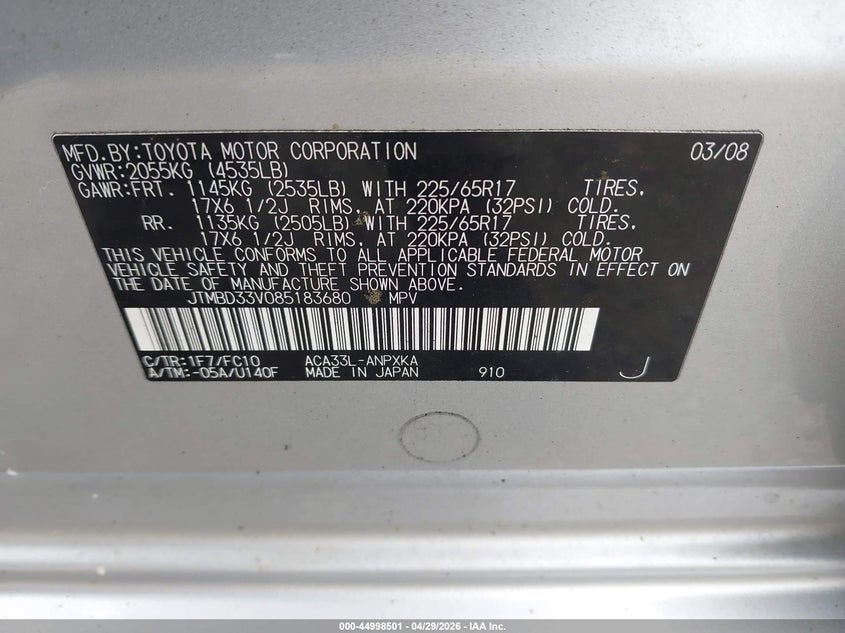 MFD.BY:TOYOTA MOTOR CORPORATION 03/08
GVWR:2055KG (4535LB)
GAWR:FRT. 1145KG (2535LB) WITH 225/65R17 TIRES,
17X6 1/2J RIMS, AT 220KPA (32PSI) COLD.
RR. 1135KG (2505LB) WITH 225/65R17 TIRES,
17X6 1/2J RIMS, AT 220KPA (32PSI) COLD.
THIS VEHICLE CONFORMS TO ALL APPLICABLE FEDERAL MOTOR
VEHICLE SAFETY AND THEFT PREVENTION STANDARDS IN EFFECT ON
THE DATE OF MANUFACTURE SHOWN ABOVE.
JTMBD33V085183680 MPV
C/TR:1F7/FC10 ACA33L-ANPXKA
A/TM:-05A/U140F MADE IN JAPAN 910 J
000-44998501 - 04/29/2026 - IAA Inc.